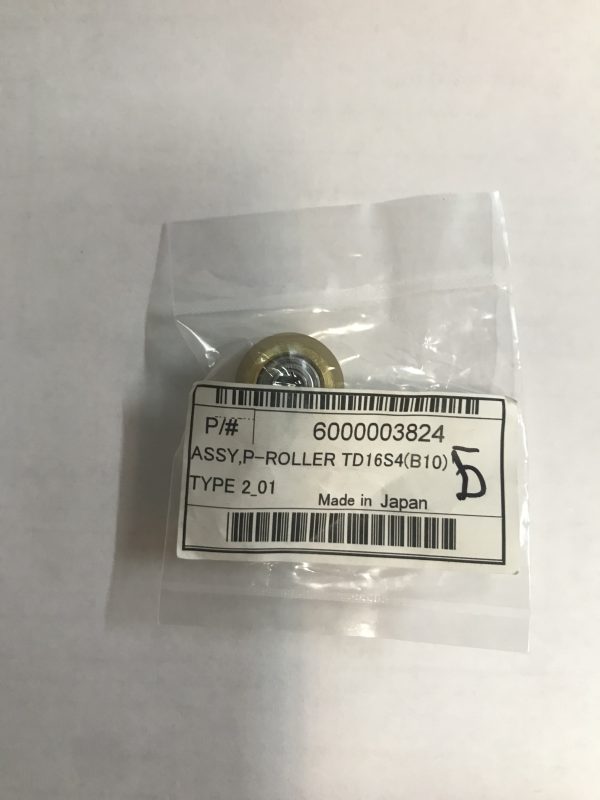 P/# 6000003824
ASSY,P-ROLLER TD16S4(B10)
TYPE 2_01
Made in Japan